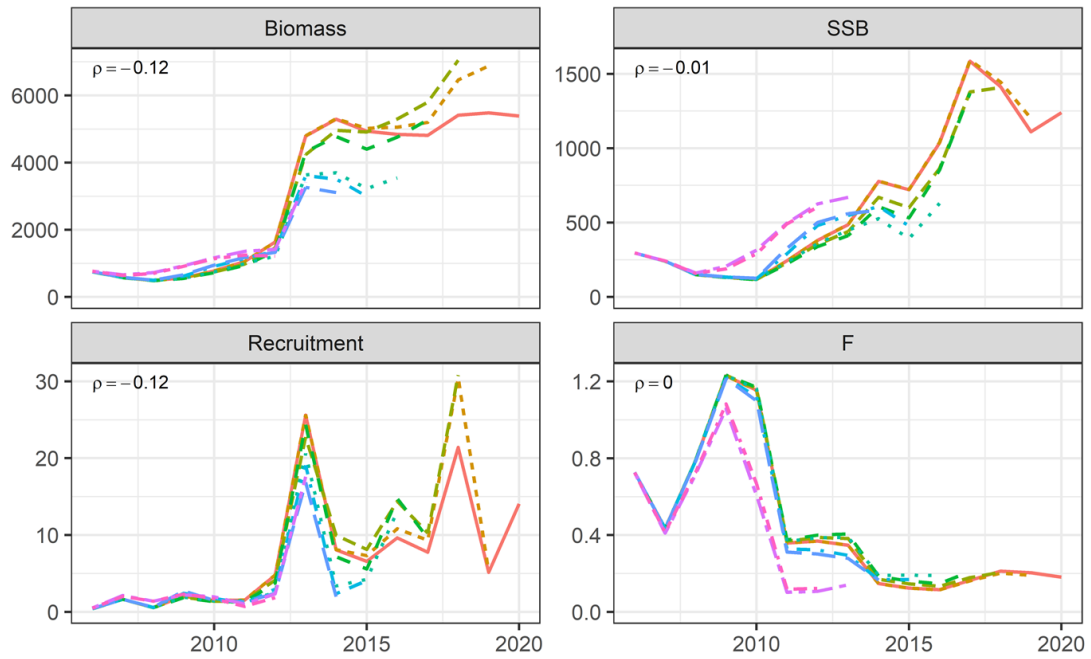 Biomass
ρ = −0.12
6000
4000
2000
0
SSB
ρ = −0.01
1500
1000
500
0
Recruitment
ρ = −0.12
30
20
10
0
2010
2015
2020
F
ρ = 0
1.2
0.8
0.4
0.0
2010
2015
2020